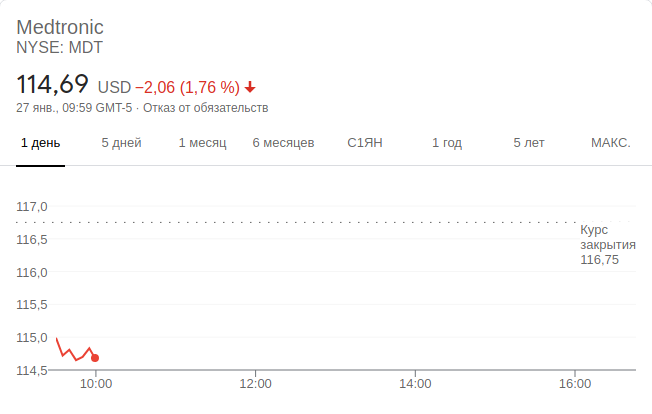 Medtronic
NYSE: MDT
114,69 USD −2,06 (1,76 %)
27 янв., 09:59 GMT-5 · Отказ от обязательств
1 день 5 дней 1 месяц 6 месяцев С1ЯН 1 год 5 лет МАКС.
117,0
Курс
116,5
закрытия
116,75
116,0
115,5
115,0
114,5
10:00 12:00 14:00 16:00